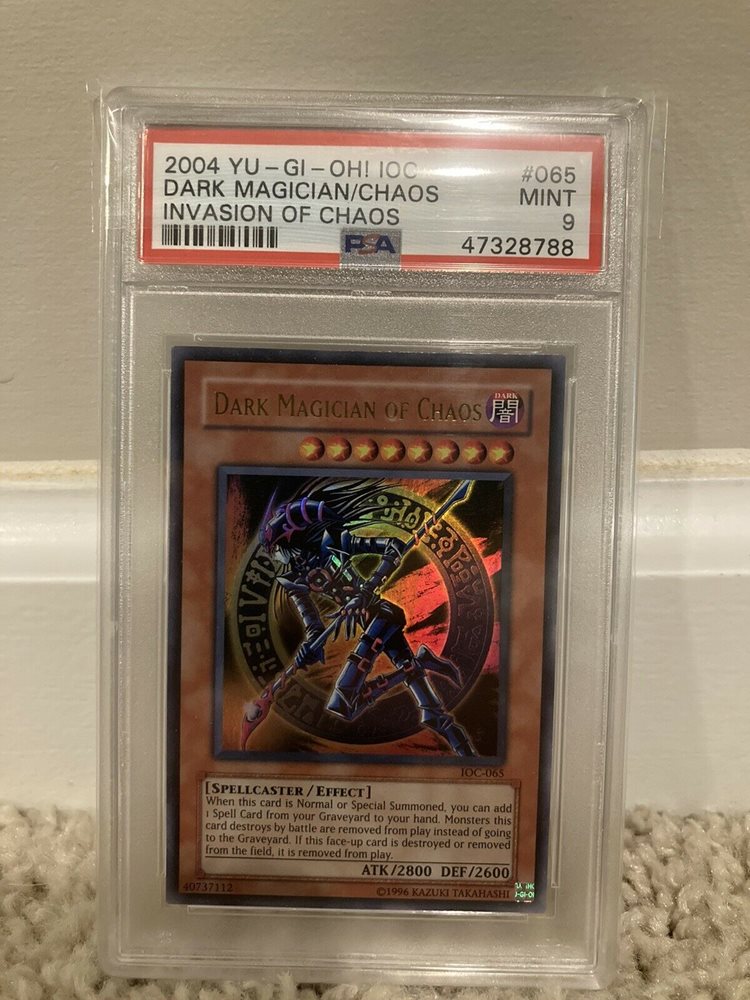 2004 YU-GI-OH! IOC #065
DARK MAGICIAN/CHAOS MINT
INVASION OF CHAOS 9
PSA 47328788
DARK MAGICIAN OF CHAOS
DARK
闇
IOC-065
[SPELLCASTER/EFFECT]
When this card is Normal or Special Summoned, you can add
1 Spell Card from your Graveyard to your hand. Monsters this
card destroys by battle are removed from play instead of going
to the Graveyard. If this face-up card is destroyed or removed
from the field, it is removed from play.
ATK/2800 DEF/2600
40737112 ©1996 KAZUKI TAKAHASHI